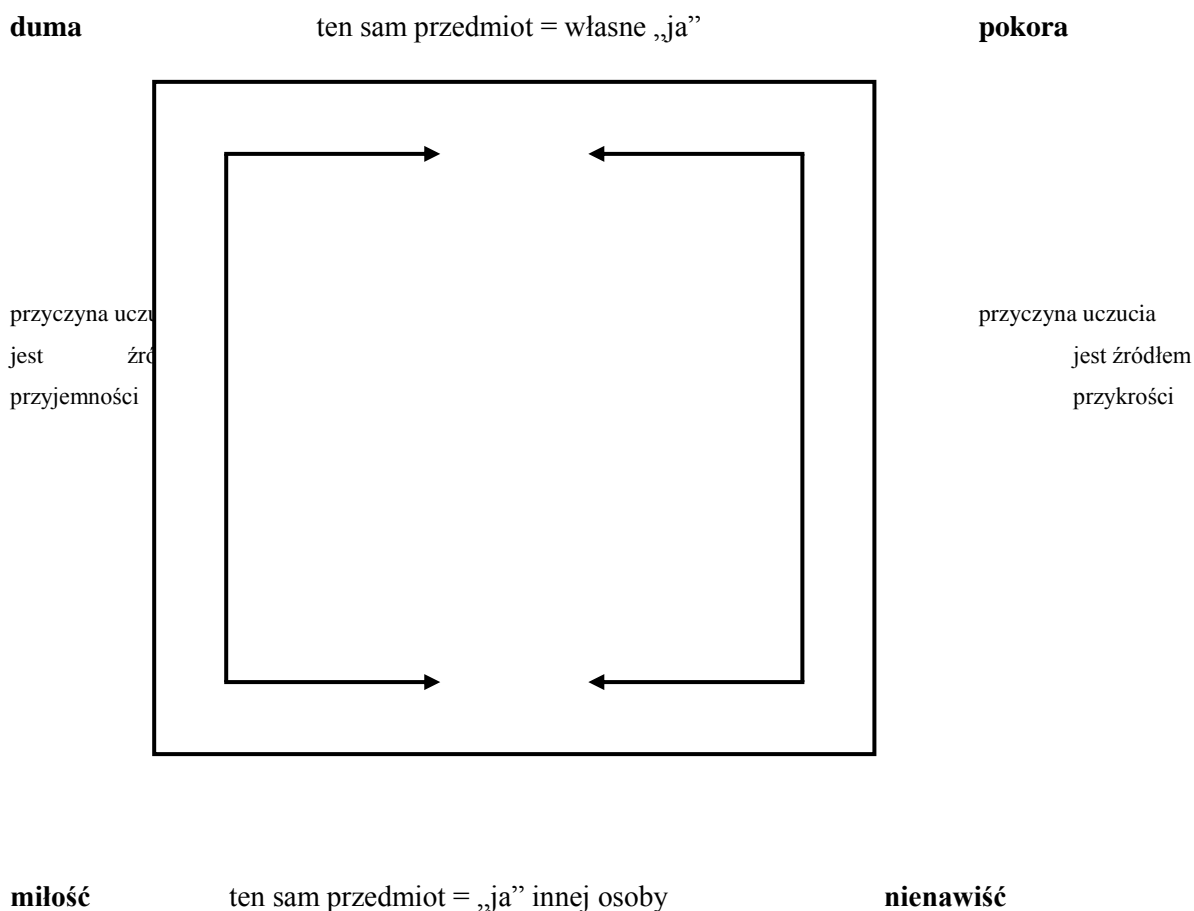 duma ten sam przedmiot = własne „ja” pokora
przyczyna przyczyna uczucia
jest jest źródłem
przyjemności przykrości
miłość ten sam przedmiot = „ja” innej osoby nienawiść